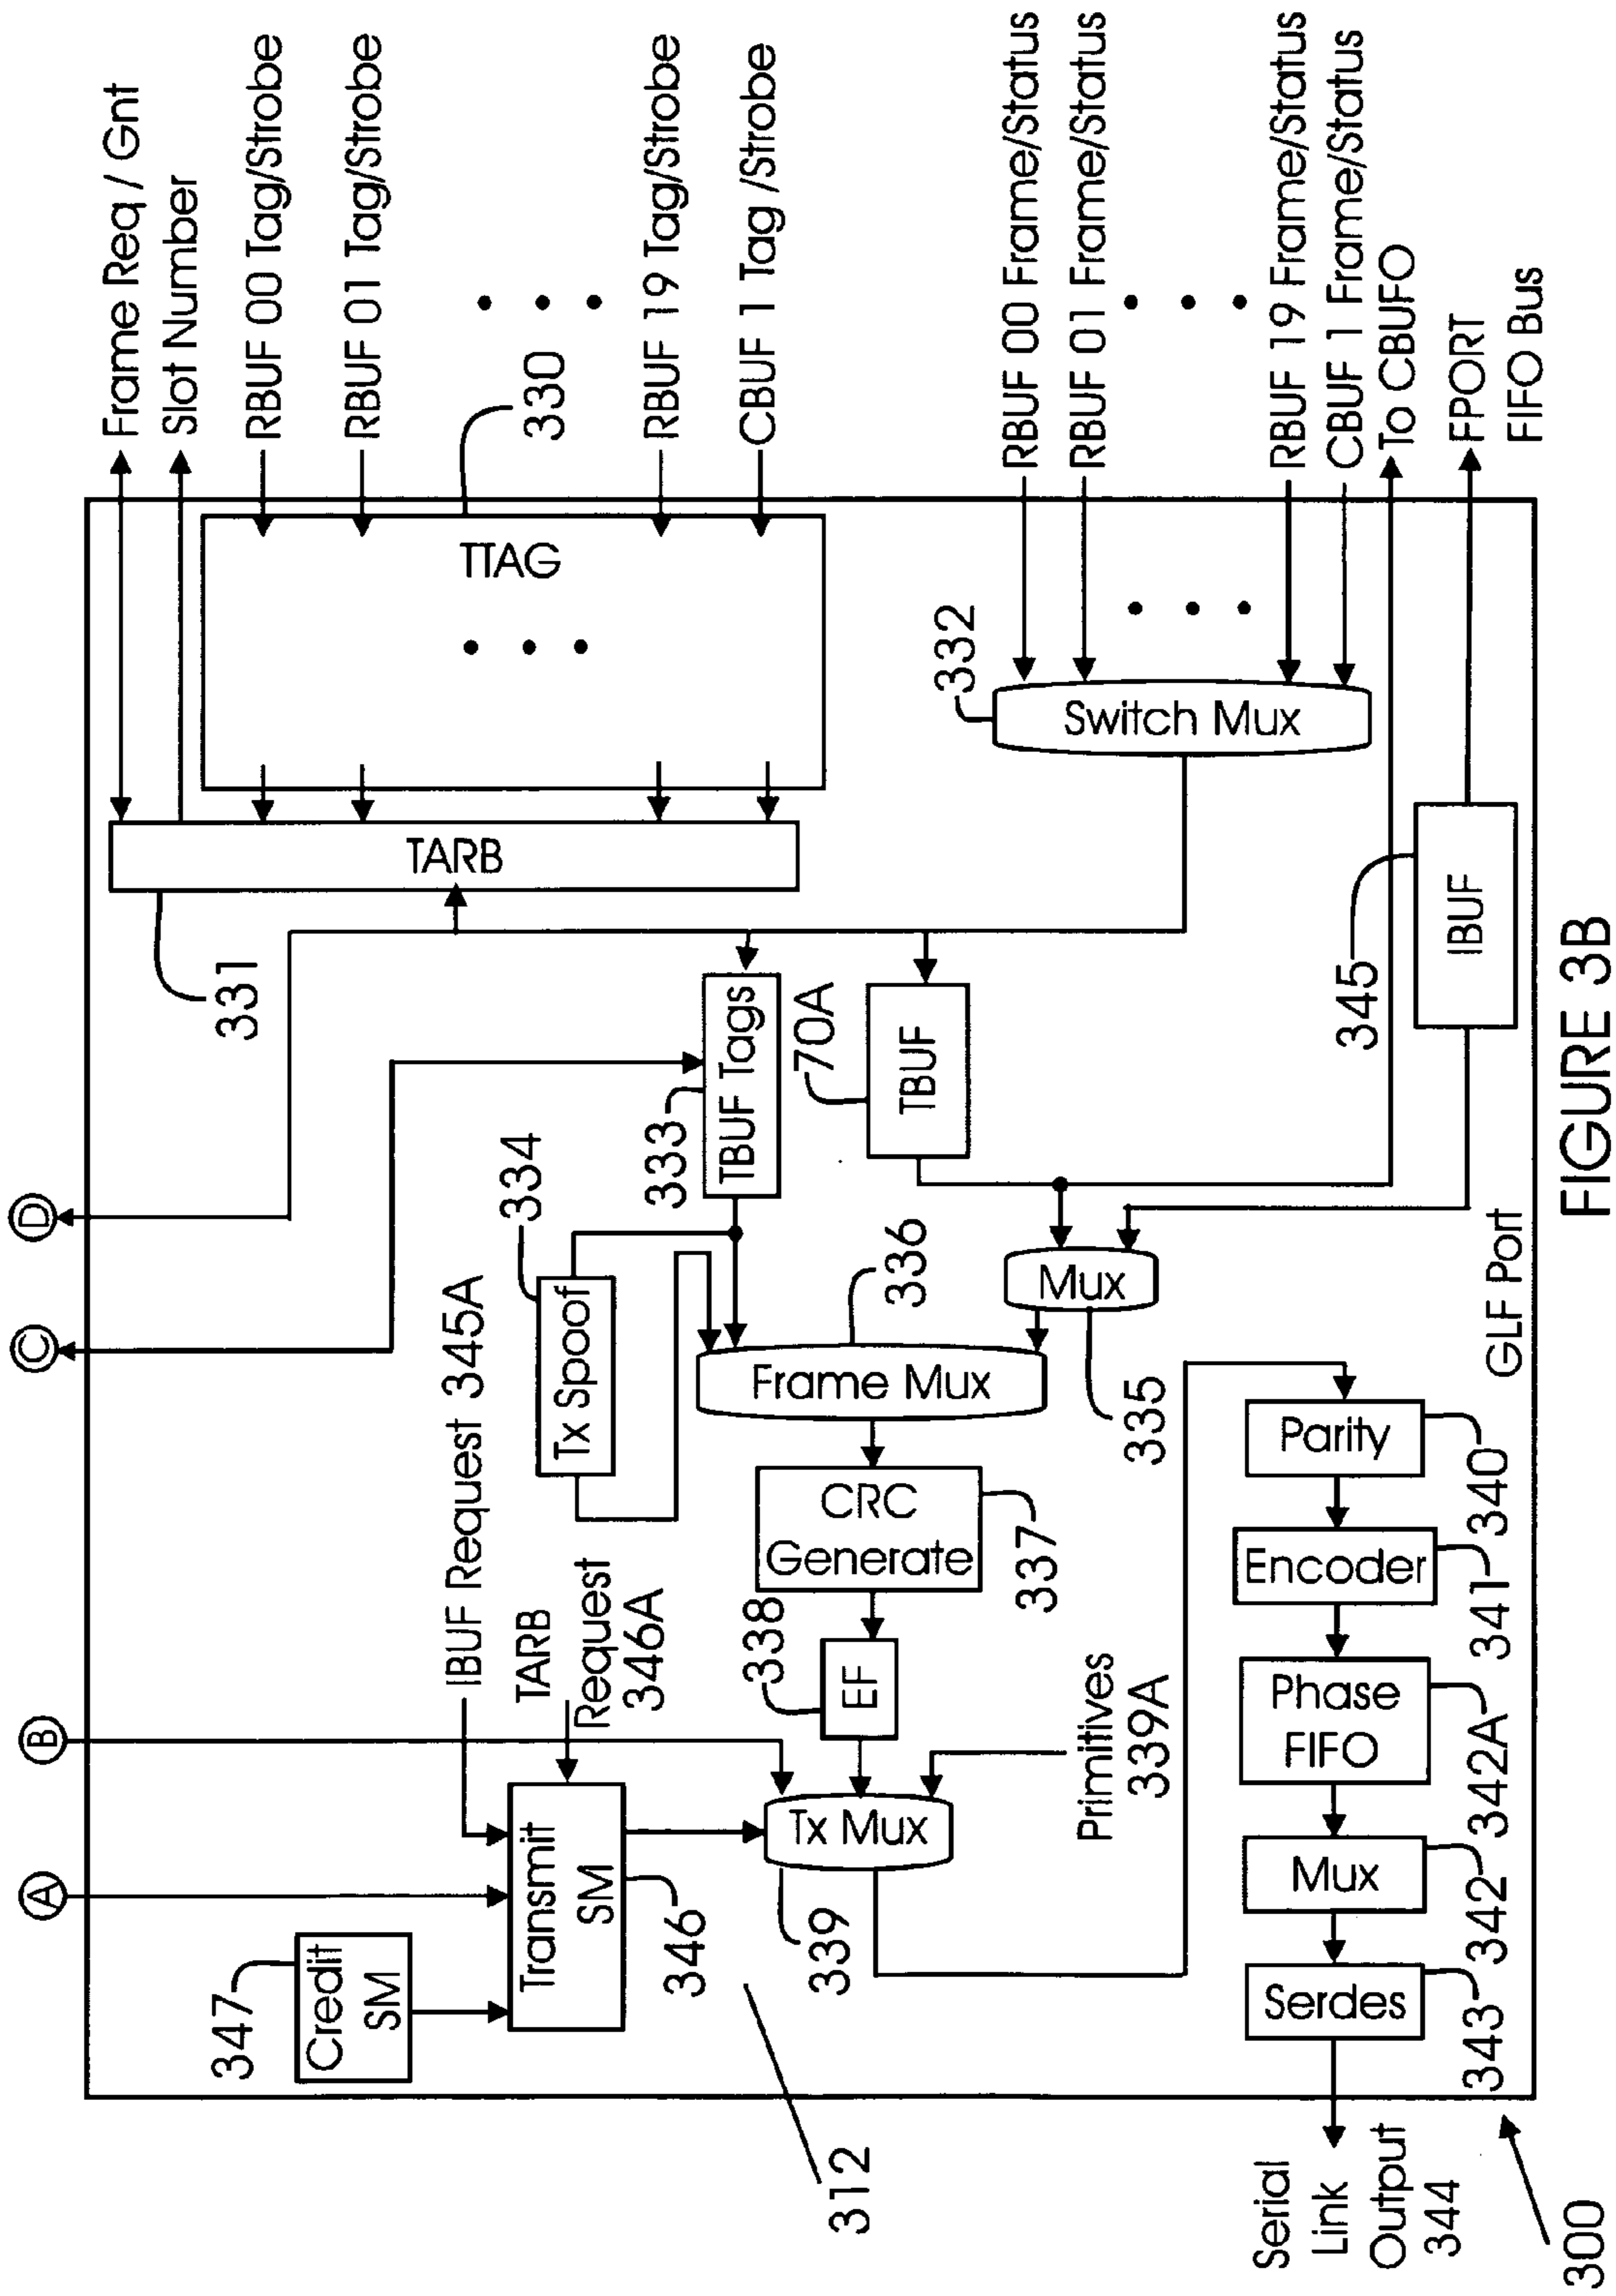 A
B
C
D
347
Credit
SM
Transmit
SM
346
IBUF Request 345A
TARB
Request
346A
312
Tx Mux
339
Primitives
339A
EF
338
CRC
Generate
337
Frame Mux
336
Tx Spoof
334
TBUF Tags
333
TBUF
70A
Mux
335
TARB
331
TTAG
330
Switch Mux
332
IBUF
345
Frame Req / Gnt
Slot Number
RBUF 00 Tag/Strobe
RBUF 01 Tag/Strobe
RBUF 19 Tag/Strobe
CBUF 1 Tag /Strobe
RBUF 00 Frame/Status
RBUF 01 Frame/Status
RBUF 19 Frame/Status
CBUF 1 Frame/Status
To CBUFO
FPORT
FIFO Bus
GLF Port
Parity
340
Encoder
341
Phase
FIFO
342A
Mux
342
Serdes
343
Serial
Link
Output
344
300
FIGURE 3B